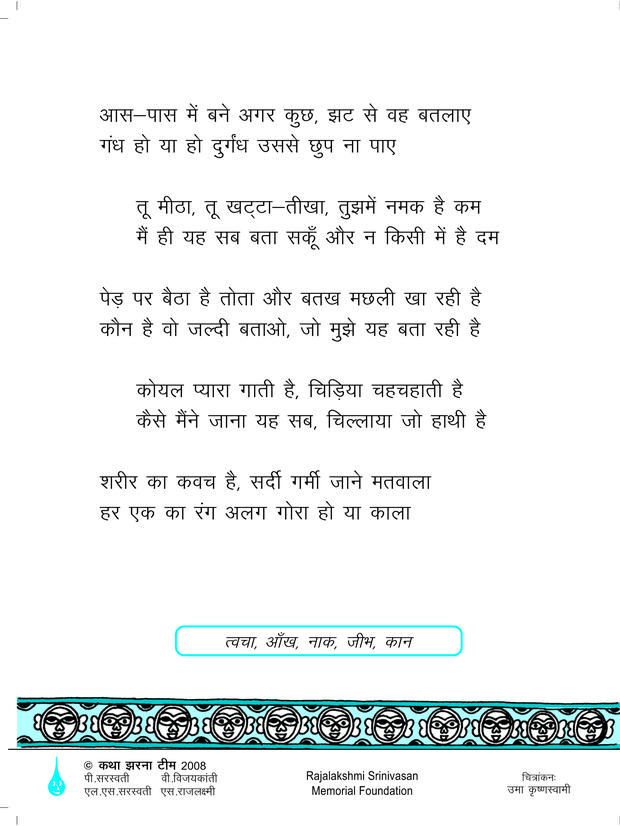 आस–पास में बने अगर कुछ, झट से वह बतलाए
गंध हो या हो दुर्गंध उससे छुप ना पाए
तू मीठा, तू खट्टा–तीखा, तुझमें नमक है कम
मैं ही यह सब बता सकूँ और न किसी में है दम
पेड़ पर बैठा है तोता और बतख मछली खा रही है
कौन है वो जल्दी बताओ, जो मुझे यह बता रही है
कोयल प्यारा गाती है, चिड़िया चहचहाती है
कैसे मैंने जाना यह सब, चिल्लाया जो हाथी है
शरीर का कवच है, सर्दी गर्मी जाने मतवाला
हर एक का रंग अलग गोरा हो या काला
त्वचा, आँख, नाक, जीभ, कान
© कथा झरना टीम 2008
पी.सरस्वती वी.विजयकांती
एल.एस.सरस्वती एस.राजलक्ष्मी
Rajalakshmi Srinivasan
Memorial Foundation
चित्रांकनः
उमा कृष्णस्वामी